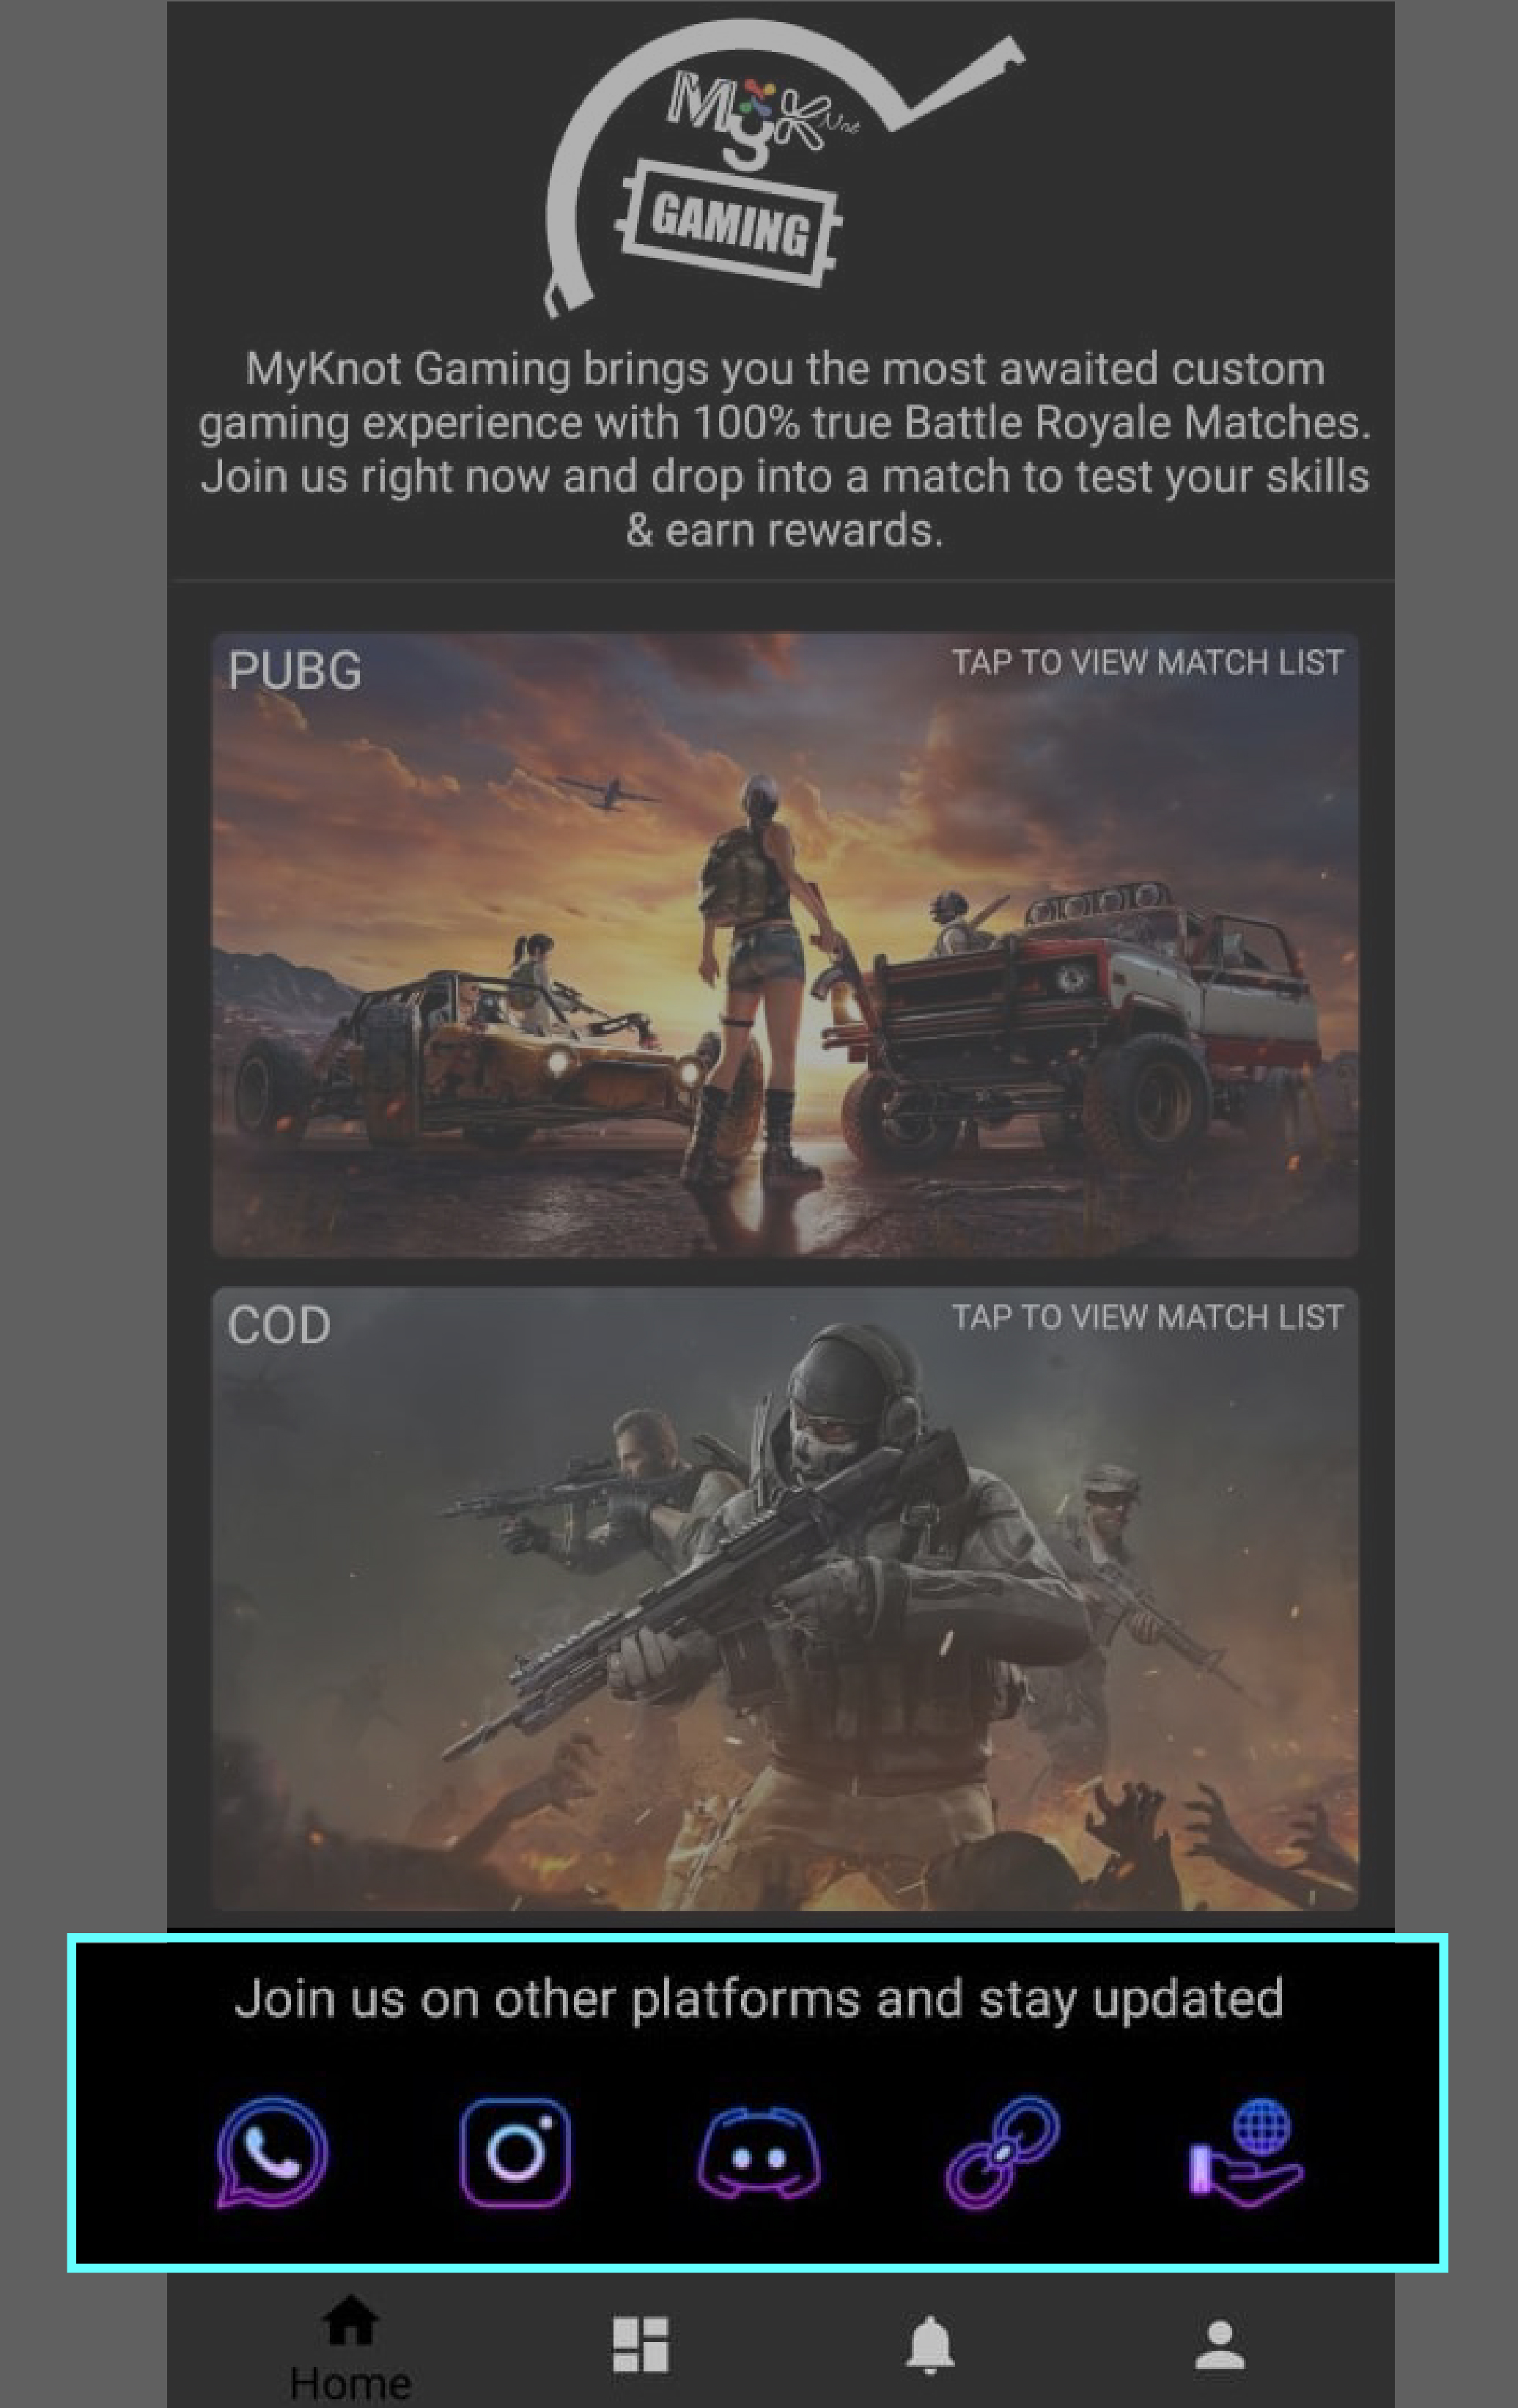 My K Not
GAMING
MyKnot Gaming brings you the most awaited custom
gaming experience with 100% true Battle Royale Matches.
Join us right now and drop into a match to test your skills
& earn rewards.
PUBG
TAP TO VIEW MATCH LIST
COD
TAP TO VIEW MATCH LIST
Join us on other platforms and stay updated
Home